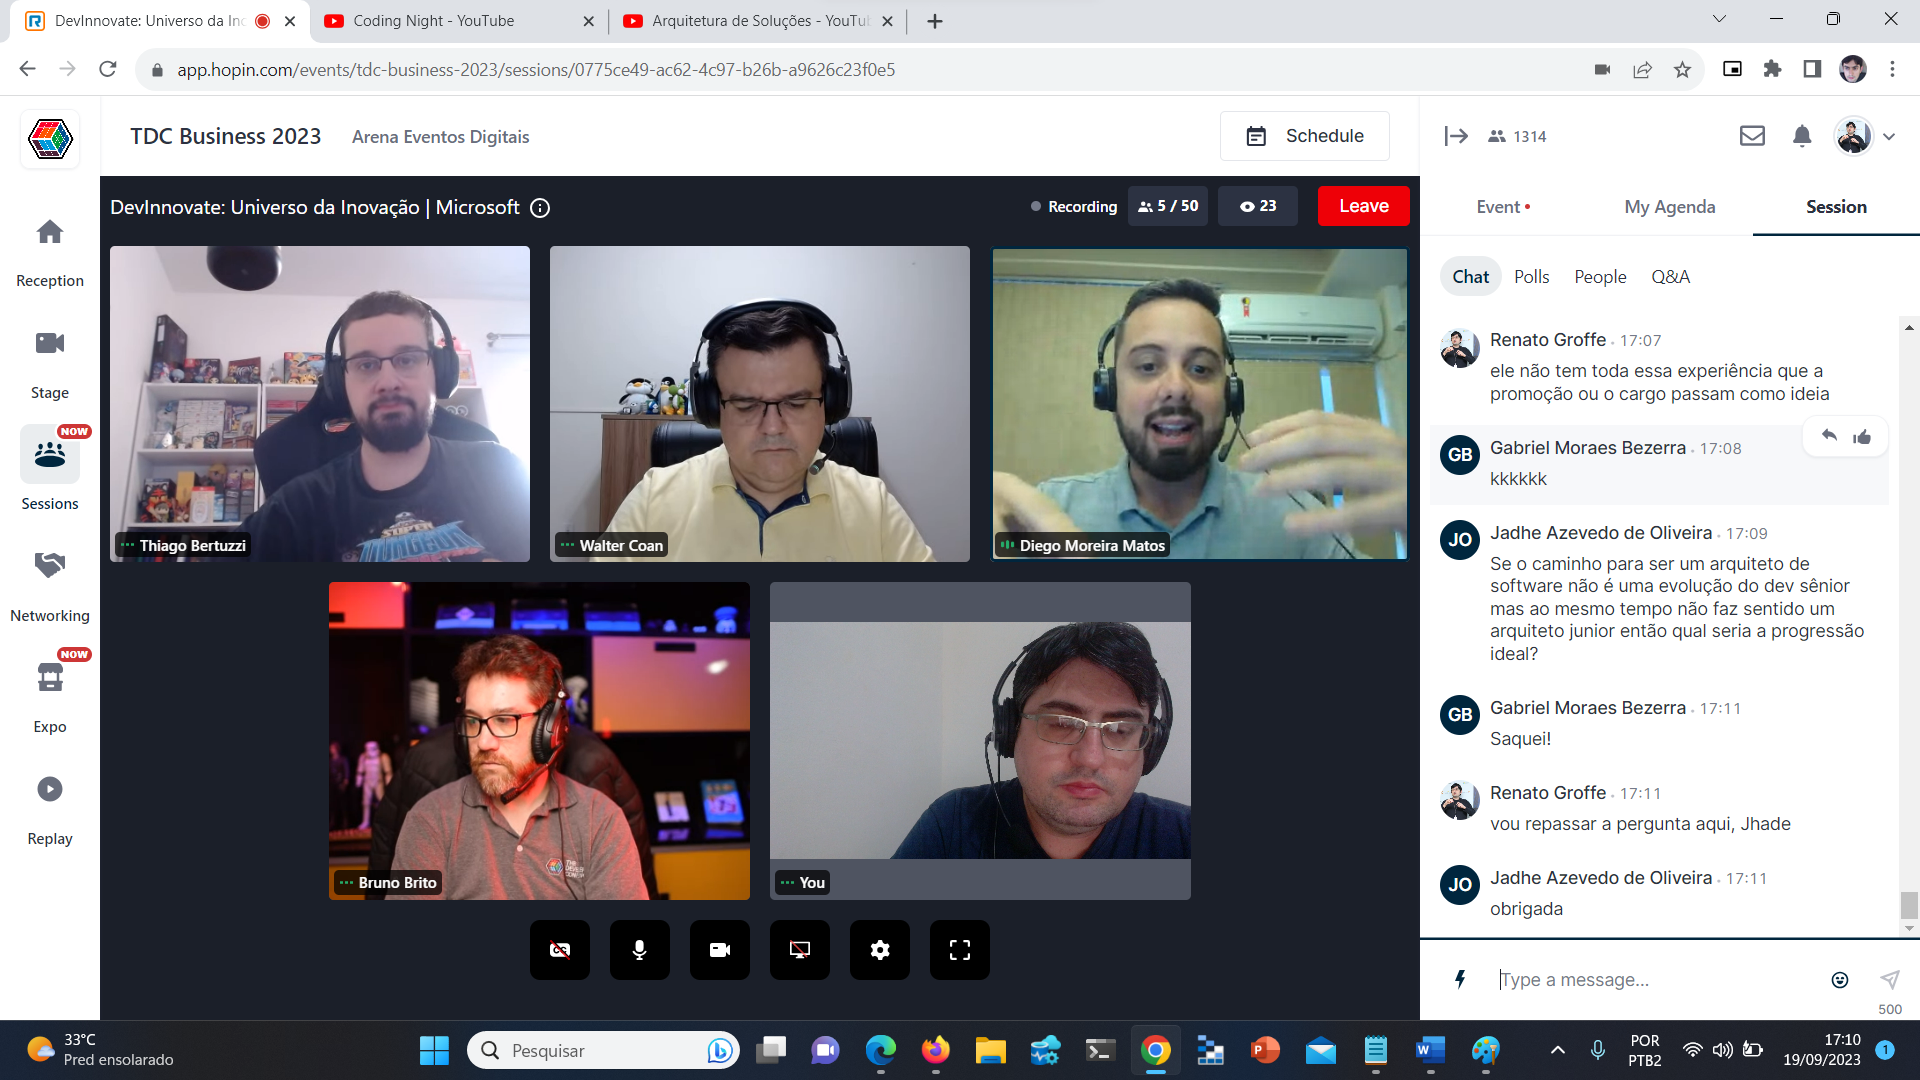 DevInnovate: Universo da In
Coding Night - YouTube
Arquitetura de Soluções - YouTu
app.hopin.com/events/tdc-business-2023/sessions/0775ce49-ac62-4c97-b26b-a9626c23f0e5
TDC Business 2023
Arena Eventos Digitais
Schedule
1314
DevInnovate: Universo da Inovação | Microsoft
Recording
5 / 50
23
Leave
Event
My Agenda
Session
Reception
Stage
NOW
Sessions
Networking
NOW
Expo
Replay
Thiago Bertuzzi
Walter Coan
Diego Moreira Matos
Bruno Brito
You
CC
Chat
Polls
People
Q&A
Renato Groffe
17:07
ele não tem toda essa experiência que a
promoção ou o cargo passam como ideia
GB
Gabriel Moraes Bezerra
17:08
kkkkkk
JO
Jadhe Azevedo de Oliveira
17:09
Se o caminho para ser um arquiteto de
software não é uma evolução do dev sênior
mas ao mesmo tempo não faz sentido um
arquiteto junior então qual seria a progressão
ideal?
GB
Gabriel Moraes Bezerra
17:11
Saquei!
Renato Groffe
17:11
vou repassar a pergunta aqui, Jhade
JO
Jadhe Azevedo de Oliveira
17:11
obrigada
Type a message...
500
33°C
Pred ensolarado
Pesquisar
POR
PTB2
17:10
19/09/2023
1